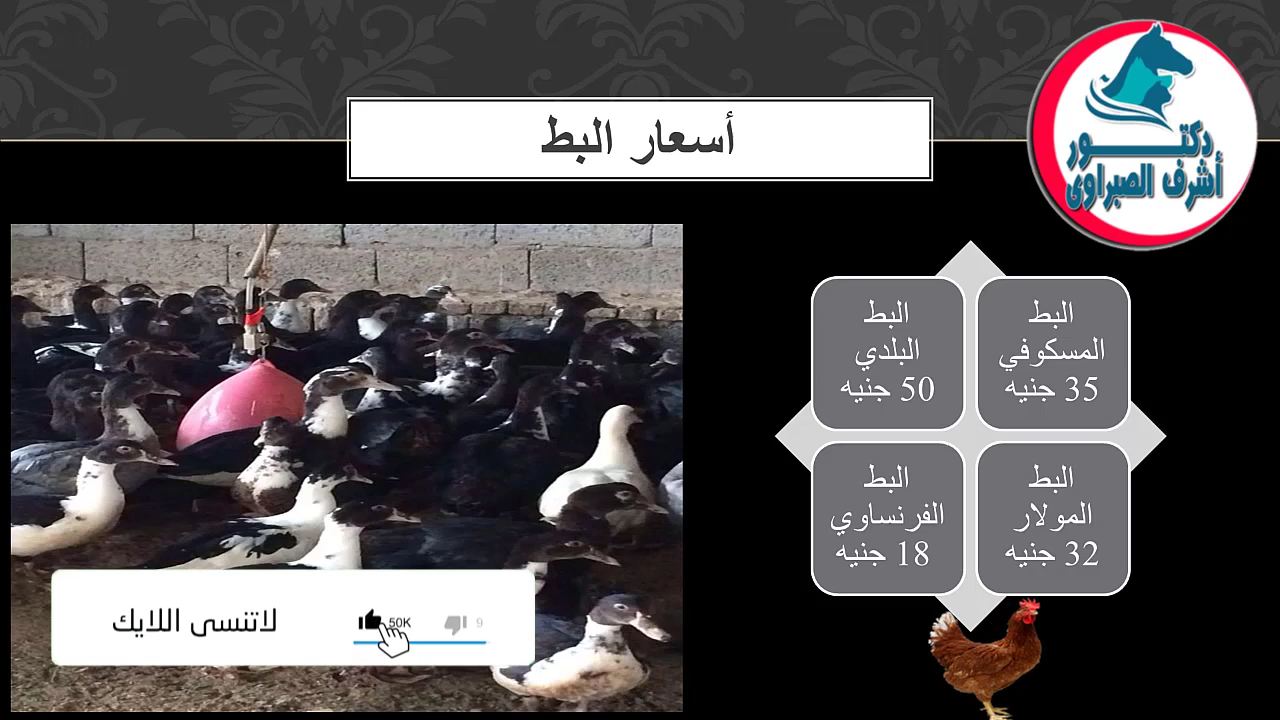 أسعار البط
دكتور
أشرف الصبراوى
البط
المسكوفي
35 جنيه
البط
البلدي
50 جنيه
البط
المولار
32 جنيه
البط
الفرنساوي
18 جنيه
لاتنسى اللايك
50K
9